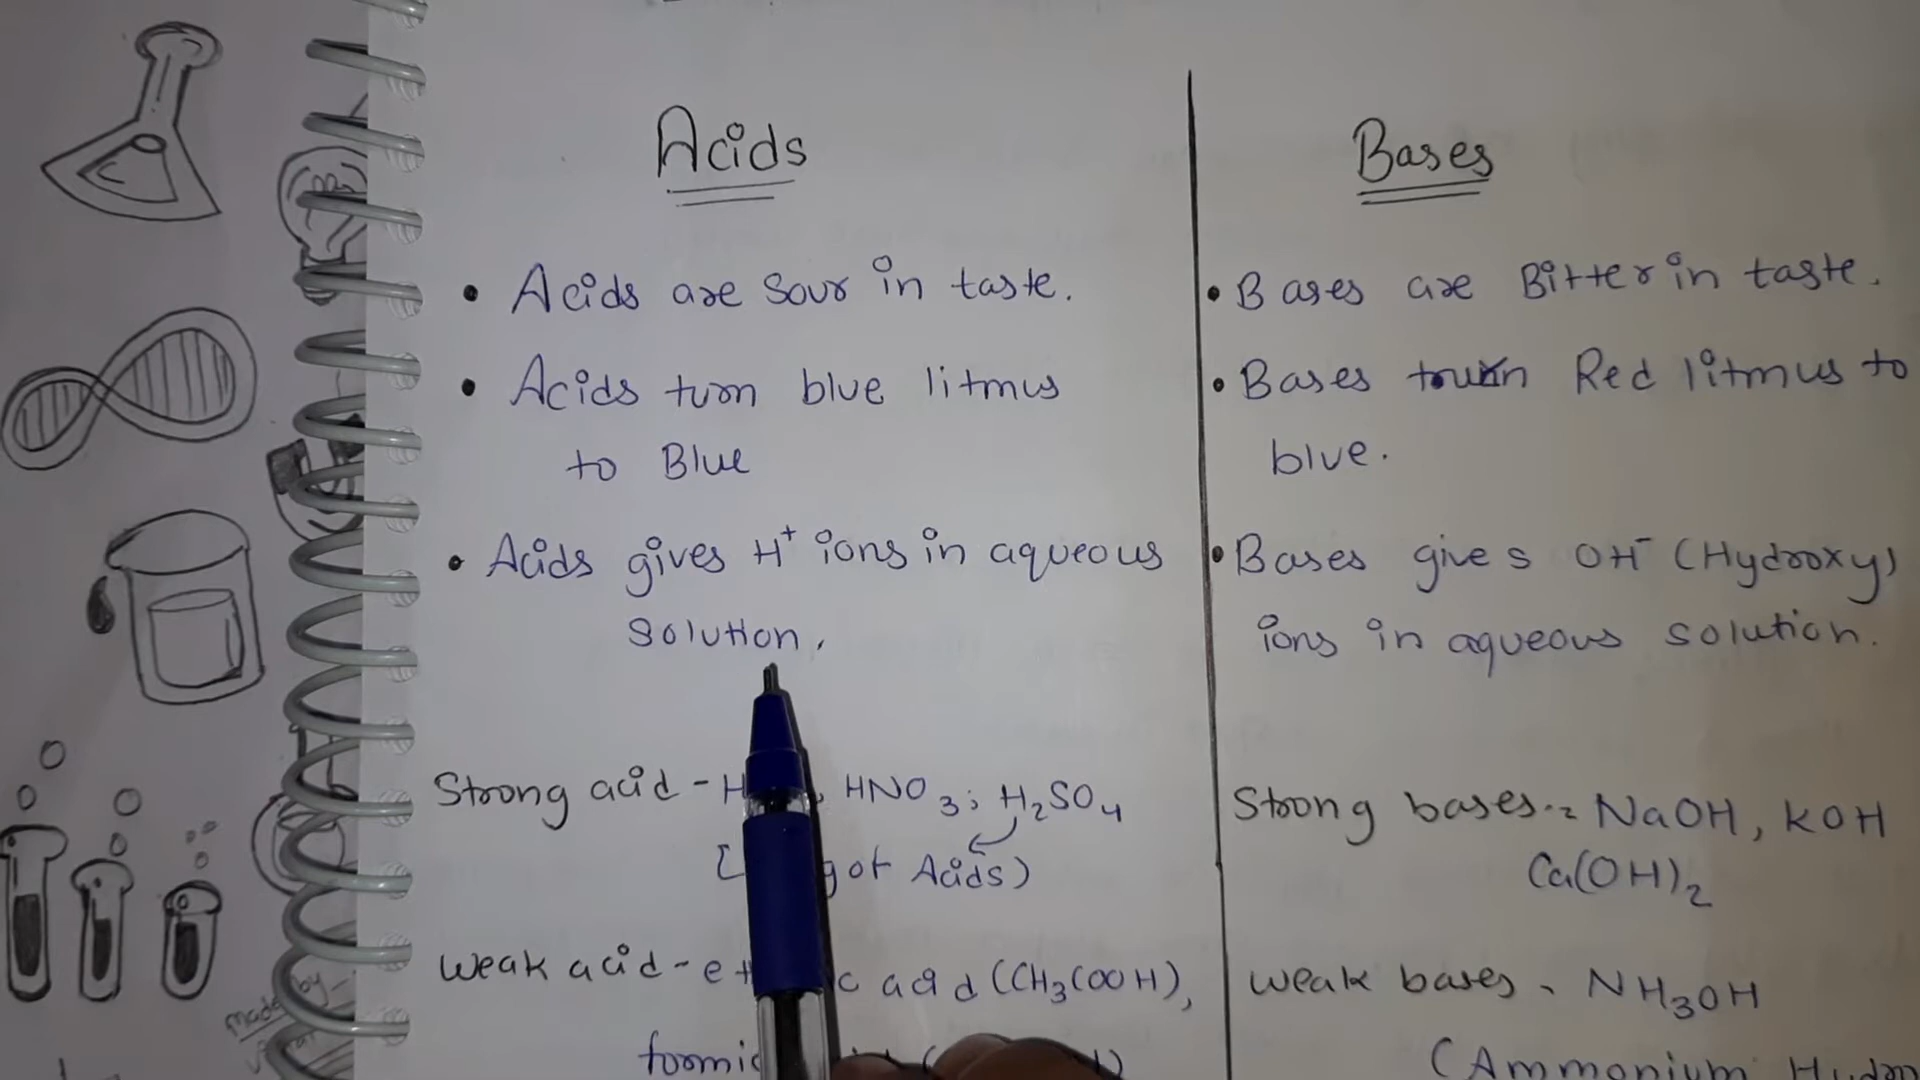 Acids
• Acids are Sour in taste.
• Acids turn blue litmus
to Blue
• Acids gives H⁺ ions in aqueous
solution.
Strong acid - HNO₃; H₂SO₄
of Acids)
Weak acid - acid (CH₃COOH),
Bases
• Bases are Bitter in taste.
• Bases turn Red litmus to
blue.
• Bases gives OH⁻ (Hydroxy)
ions in aqueous solution.
Strong bases - NaOH, KOH
Ca(OH)₂
Weak bases - NH₃OH
(Ammonium
made by